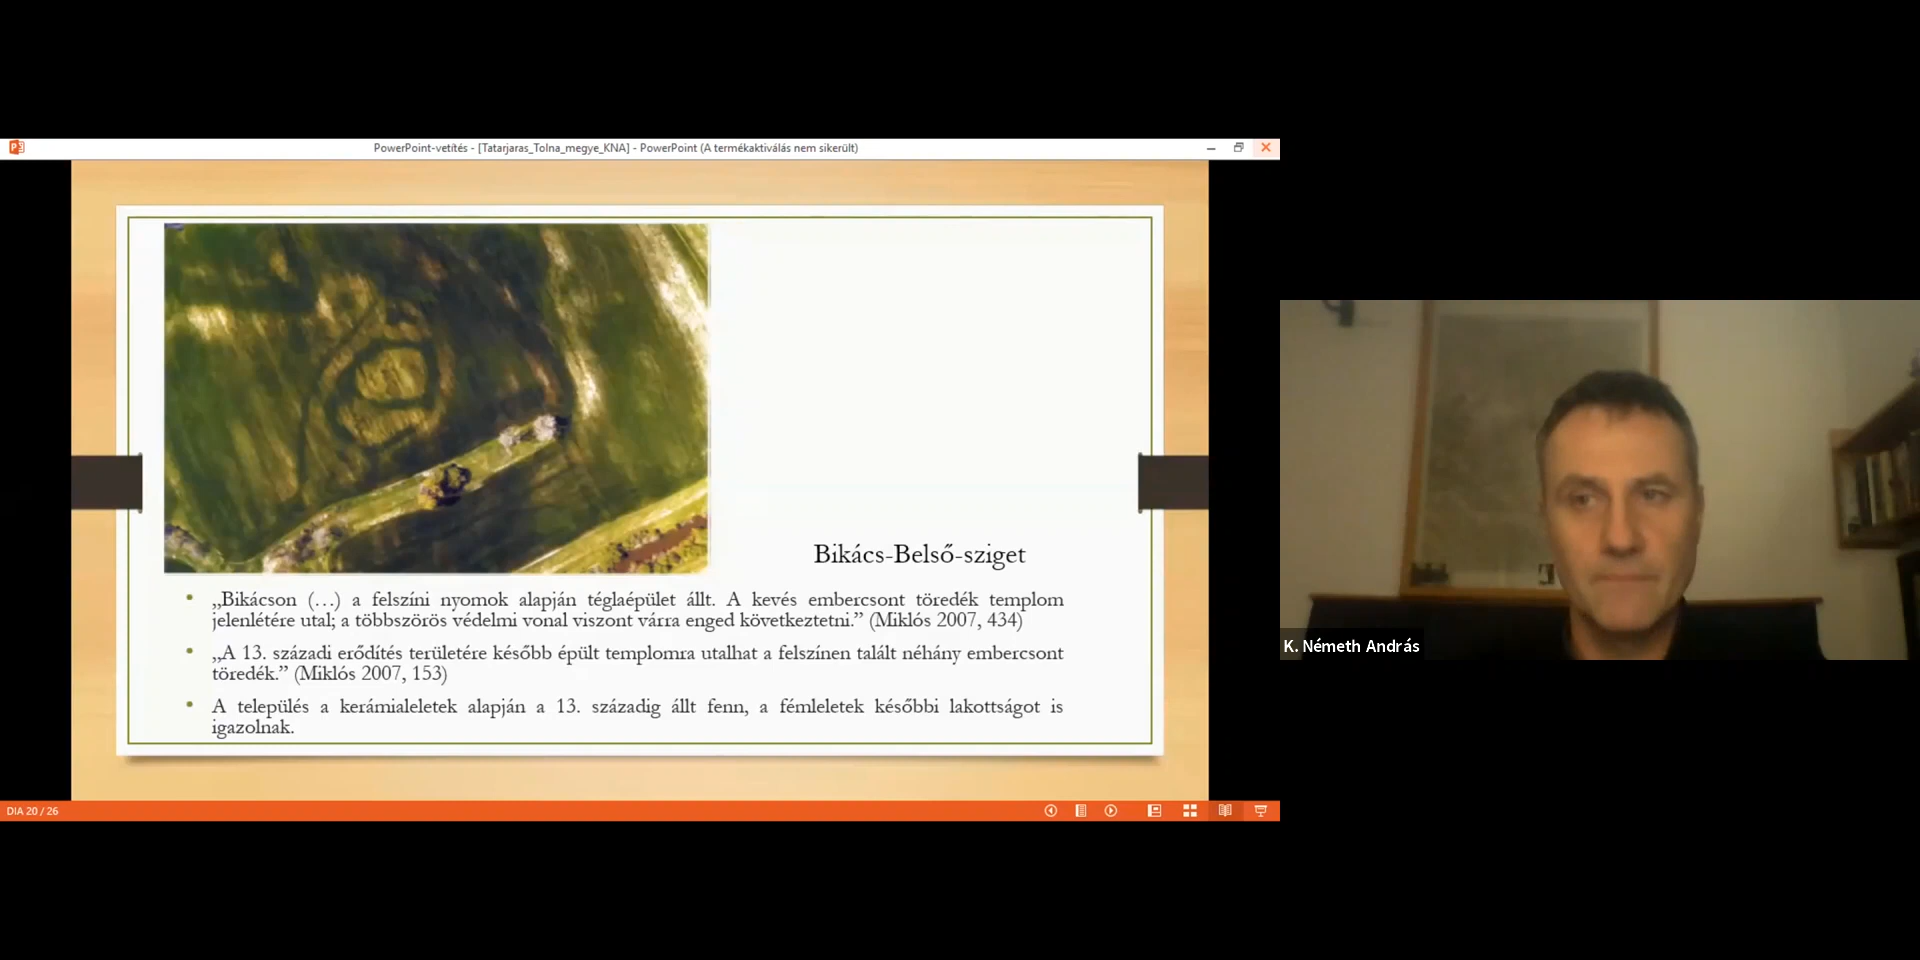 PowerPoint-vetítés - [Tatarjaras_Tolna_megye_KNA] - PowerPoint (A termékaktiválás nem sikerült)
Bikács-Belső-sziget
• „Bikácson (…) a felszíni nyomok alapján téglaépület állt. A kevés embercsont töredék templom
jelenlétére utal; a többszörös védelmi vonal viszont várra enged következtetni.” (Miklós 2007, 434)
• „A 13. századi erődítés területére később épült templomra utalhat a felszínen talált néhány embercsont
töredék.” (Miklós 2007, 153)
• A település a kerámialeletek alapján a 13. századig állt fenn, a fémleletek későbbi lakottságot is
igazolnak.
K. Németh András
DIA 20 / 26